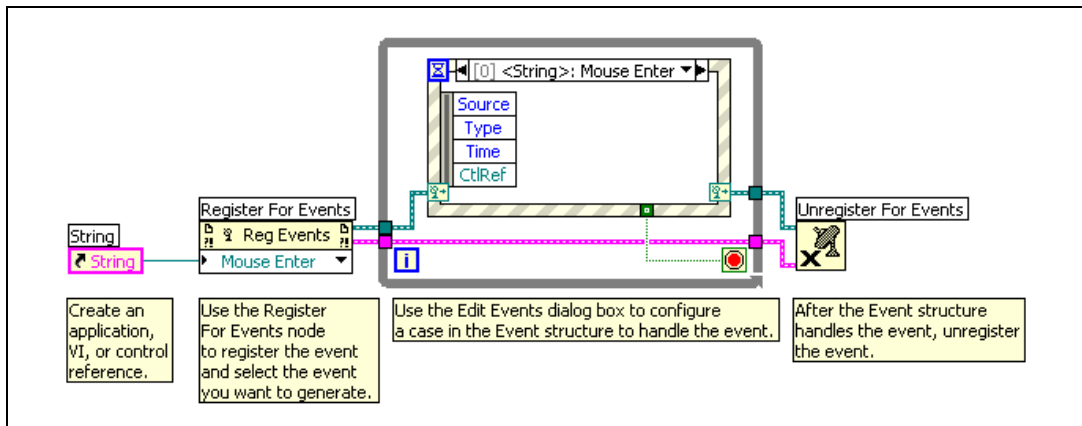 [0] <String>: Mouse Enter
Source
Type
Time
CtlRef
Register For Events
Reg Events
Mouse Enter
String
String
i
Unregister For Events
Create an
application,
VI, or control
reference.
Use the Register
For Events node
to register the event
and select the event
you want to generate.
Use the Edit Events dialog box to configure
a case in the Event structure to handle the event.
After the Event structure
handles the event, unregister
the event.